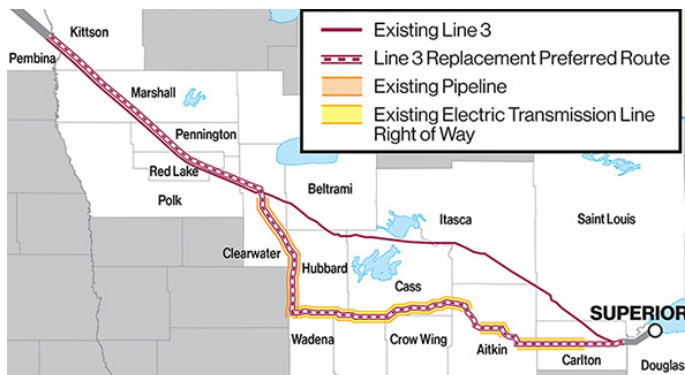 Kittson
Pembina
Marshall
Pennington
Red Lake
Polk
Beltrami
Clearwater
Hubbard
Itasca
Cass
Saint Louis
Wadena
Crow Wing
Aitkin
Carlton
SUPERIOR
Douglas
Existing Line 3
Line 3 Replacement Preferred Route
Existing Pipeline
Existing Electric Transmission Line
Right of Way